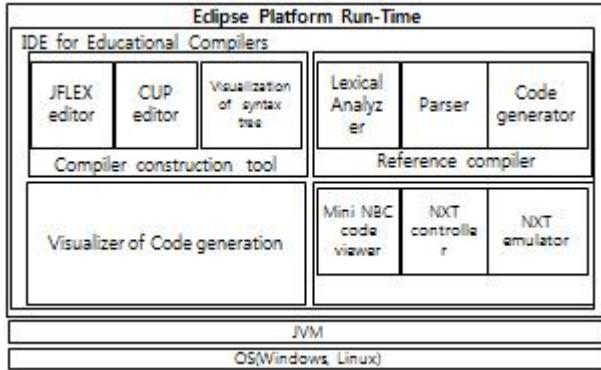 Eclipse Platform Run-Time
IDE for Educational Compilers
JFLEX
editor
CUP
editor
Visualization
of syntax
tree
Compiler construction tool
Lexical
Analyz
er
Parser
Code
generator
Reference compiler
Visualizer of Code generation
Mini NBC
code
viewer
NXT
controlle
r
NXT
emulator
JVM
OS(Windows, Linux)